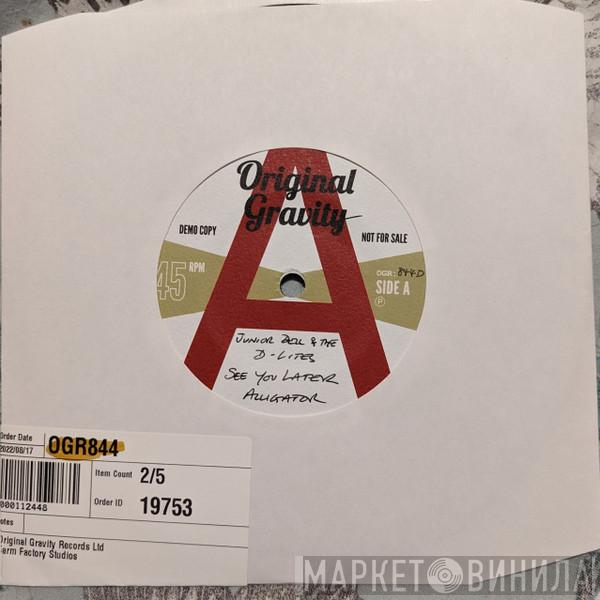 Original
Gravity
DEMO COPY
NOT FOR SALE
45 RPM
OGR: 844D
SIDE A
P
JUNIOR DELL & THE
D-LITES
SEE YOU LATER
ALLIGATOR
Order Date
2022/08/17
OGR844
Item Count 2/5
000112448
Order ID 19753
otes
Original Gravity Records Ltd
Farm Factory Studios
МАРКЕТ ВИНИЛА